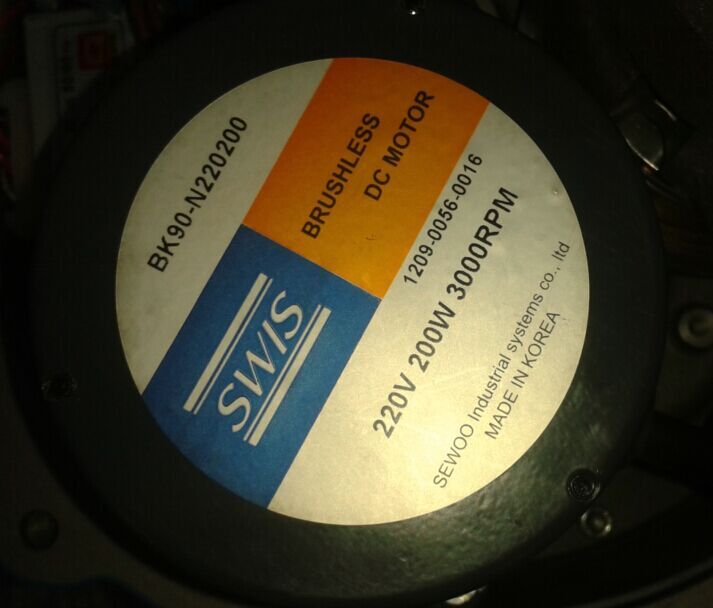 BK90-N220200
BRUSHLESS
DC MOTOR
SWIS
1209-0056-0016
220V 200W 3000RPM
SEWOO Industrial systems co., ltd
MADE IN KOREA